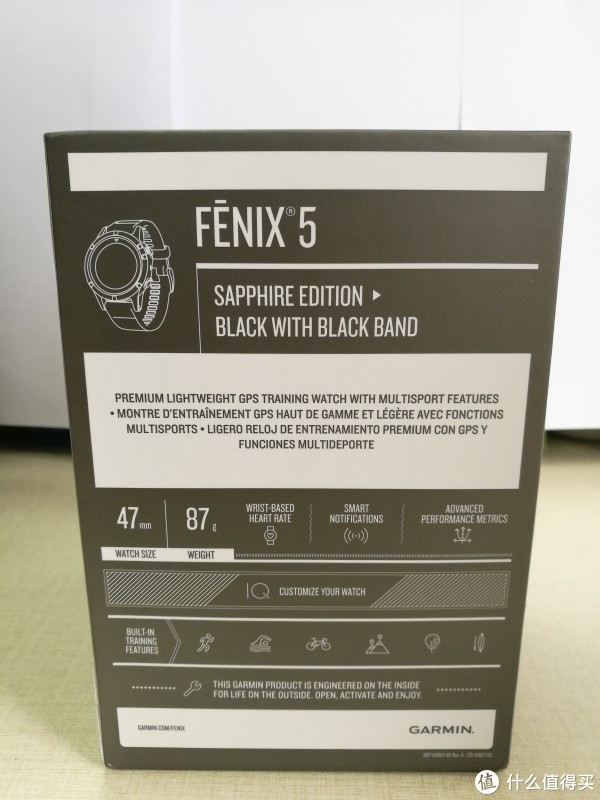 FĒNIX® 5
SAPPHIRE EDITION ▸
BLACK WITH BLACK BAND
PREMIUM LIGHTWEIGHT GPS TRAINING WATCH WITH MULTISPORT FEATURES
• MONTRE D'ENTRAÎNEMENT GPS HAUT DE GAMME ET LÉGÈRE AVEC FONCTIONS
MULTISPORTS • LIGERO RELOJ DE ENTRENAMIENTO PREMIUM CON GPS Y
FUNCIONES MULTIDEPORTE
47 mm
WATCH SIZE
87 g
WEIGHT
WRIST-BASED
HEART RATE
SMART
NOTIFICATIONS
ADVANCED
PERFORMANCE METRICS
IQ CUSTOMIZE YOUR WATCH
BUILT-IN
TRAINING
FEATURES
THIS GARMIN PRODUCT IS ENGINEERED ON THE INSIDE
FOR LIFE ON THE OUTSIDE. OPEN, ACTIVATE AND ENJOY.
GARMIN.COM/FENIX
GARMIN.
值 什么值得买